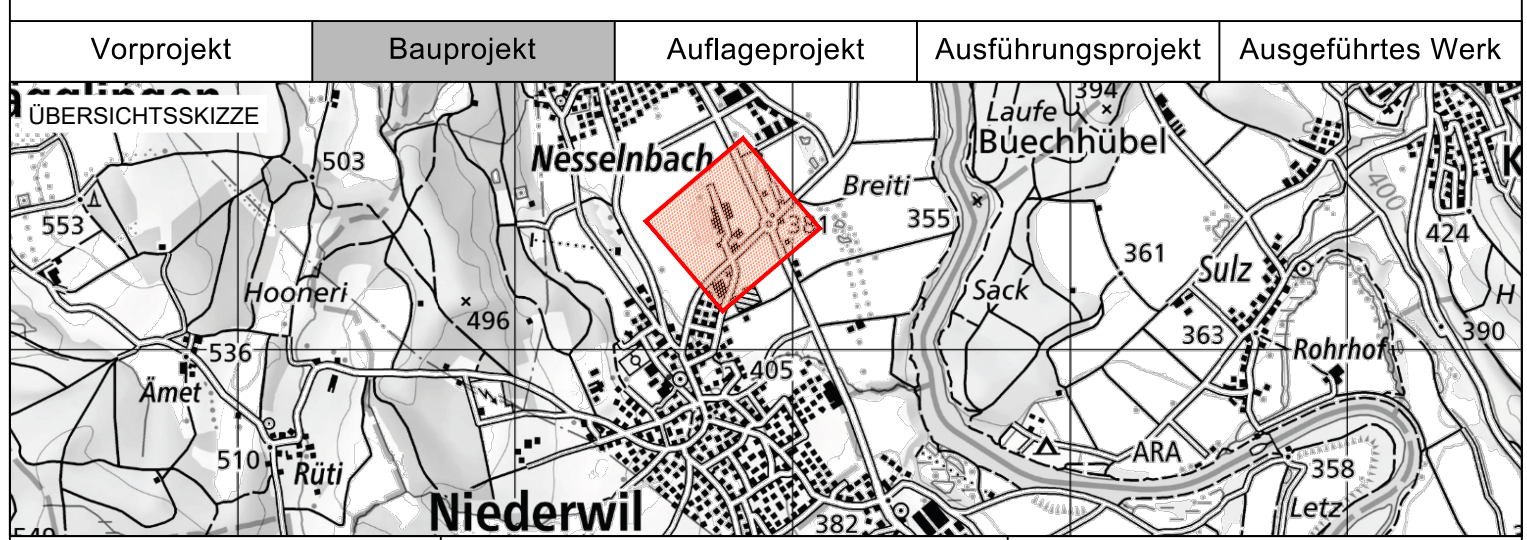 Vorprojekt
Bauprojekt
Auflageprojekt
Ausführungsprojekt
Ausgeführtes Werk
ÜBERSICHTSSKIZZE
394
Laufe
Buechhübel
503
Nesselnbach
Breiti
400
553
381
355
424
361
Sulz
Hooneri
Sack
H
496
363
390
536
Rohrhof
405
Ämet
510
ARA
Rüti
358
Niederwil
Letz
382